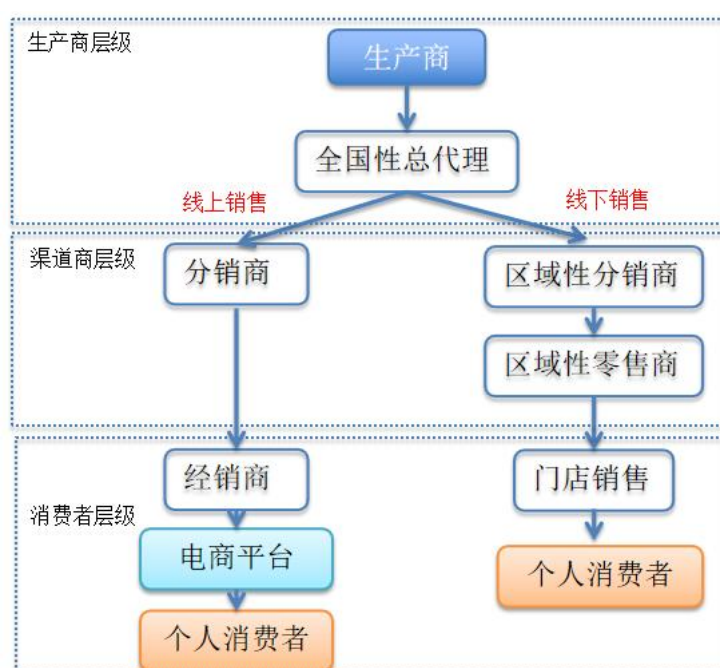 生产商层级
生产商
全国性总代理
线上销售
线下销售
渠道商层级
分销商
区域性分销商
区域性零售商
消费者层级
经销商
门店销售
电商平台
个人消费者
个人消费者